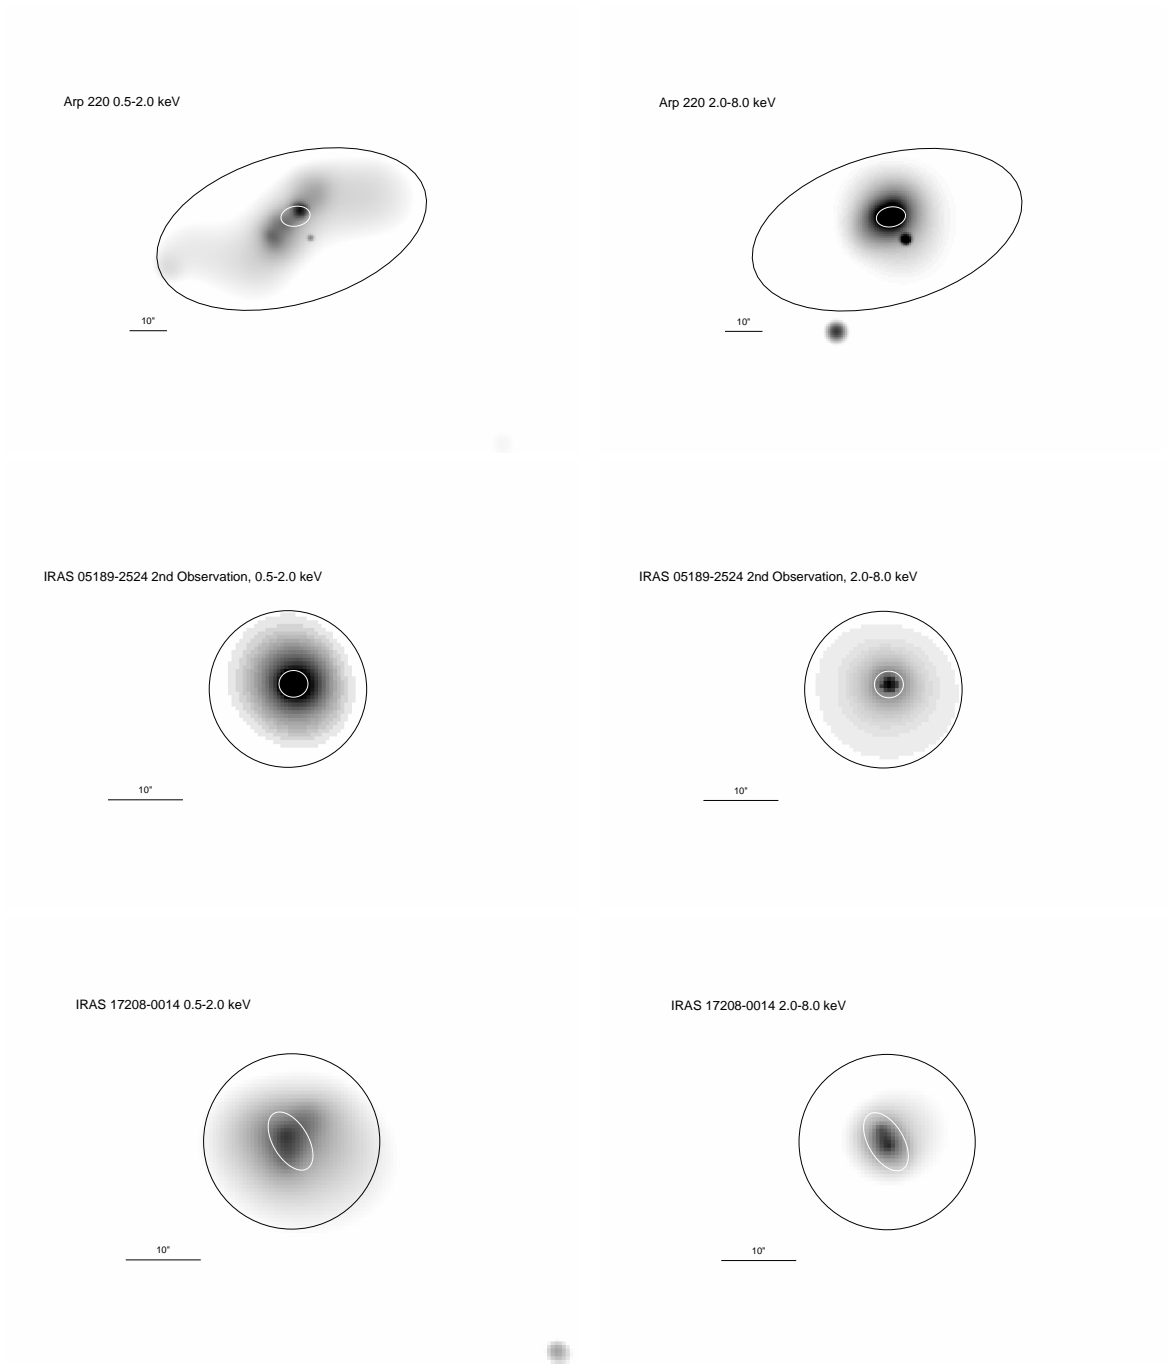 Arp 220 0.5-2.0 keV
Arp 220 2.0-8.0 keV
10"
10"
IRAS 05189-2524 2nd Observation, 0.5-2.0 keV
IRAS 05189-2524 2nd Observation, 2.0-8.0 keV
10"
10"
IRAS 17208-0014 0.5-2.0 keV
IRAS 17208-0014 2.0-8.0 keV
10"
10"